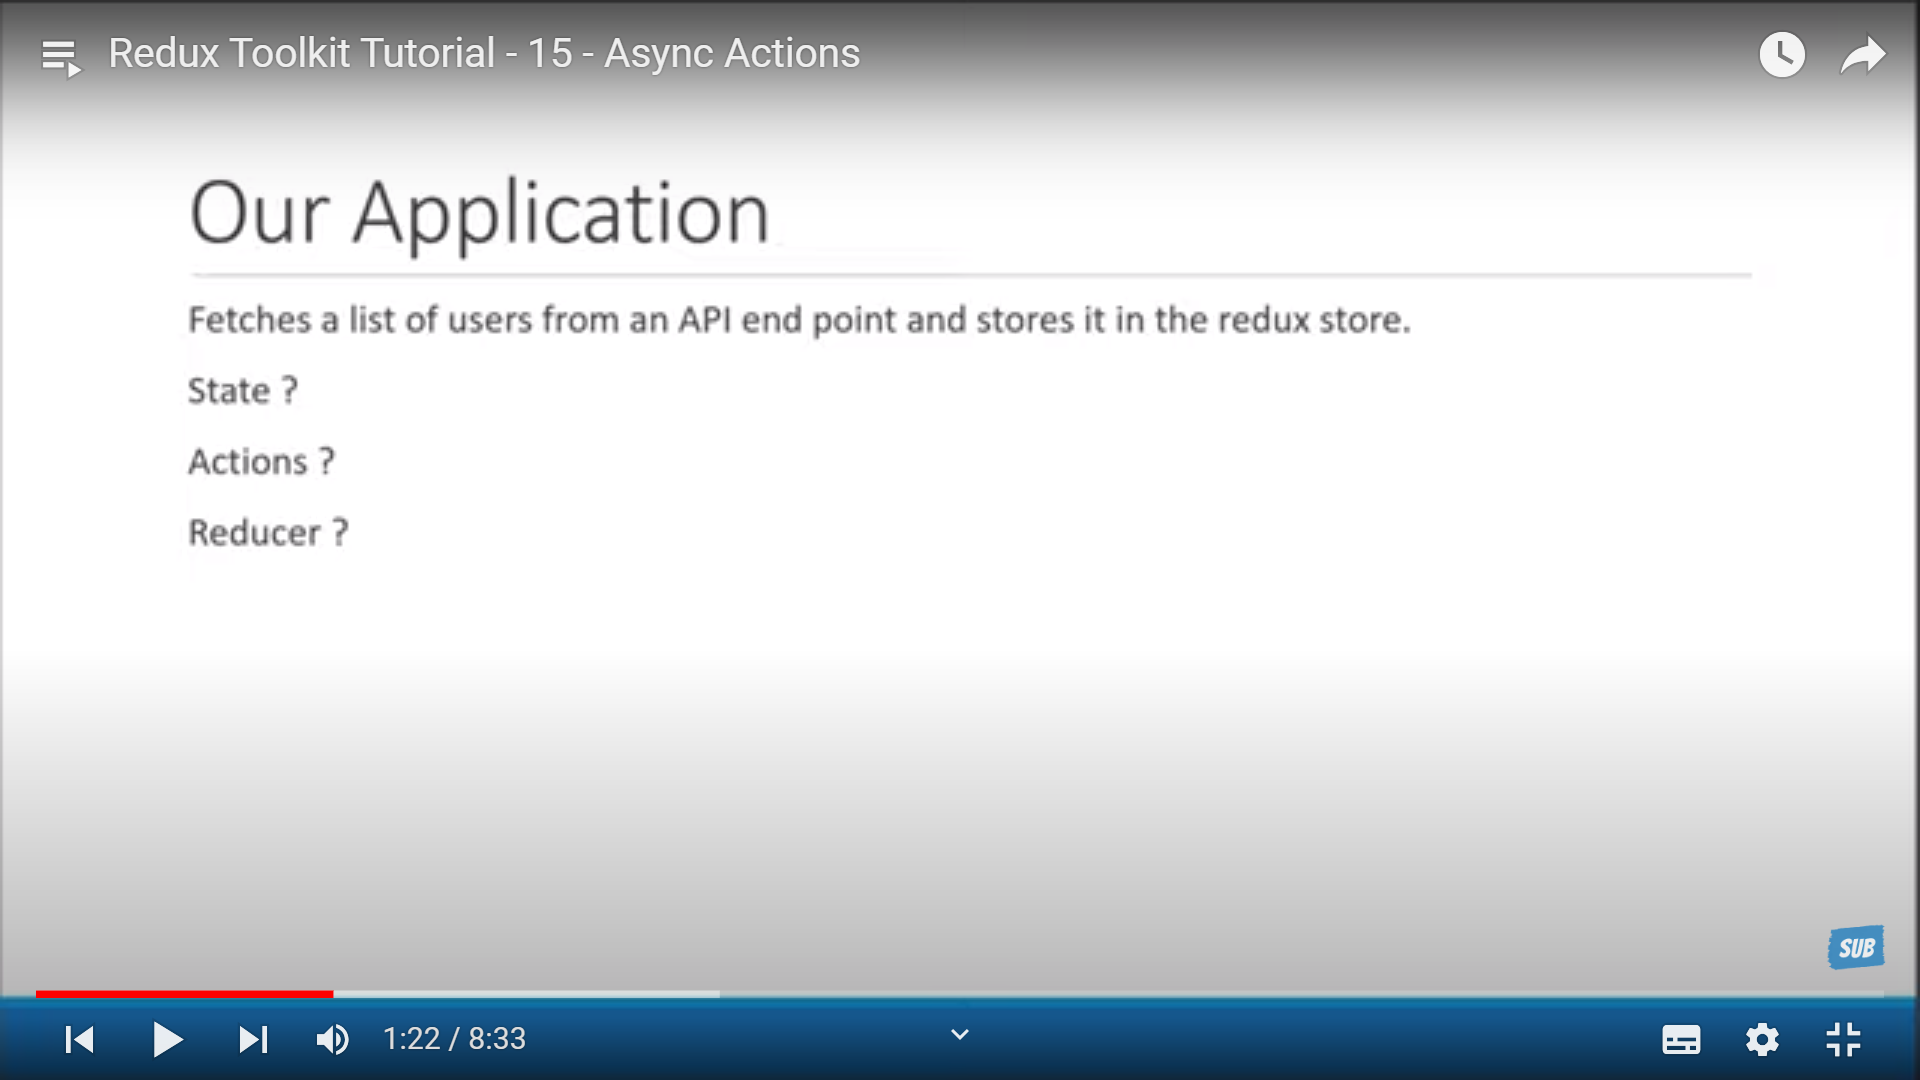 Redux Toolkit Tutorial - 15 - Async Actions
Our Application
Fetches a list of users from an API end point and stores it in the redux store.
State ?
Actions ?
Reducer ?
SUB
1:22 / 8:33